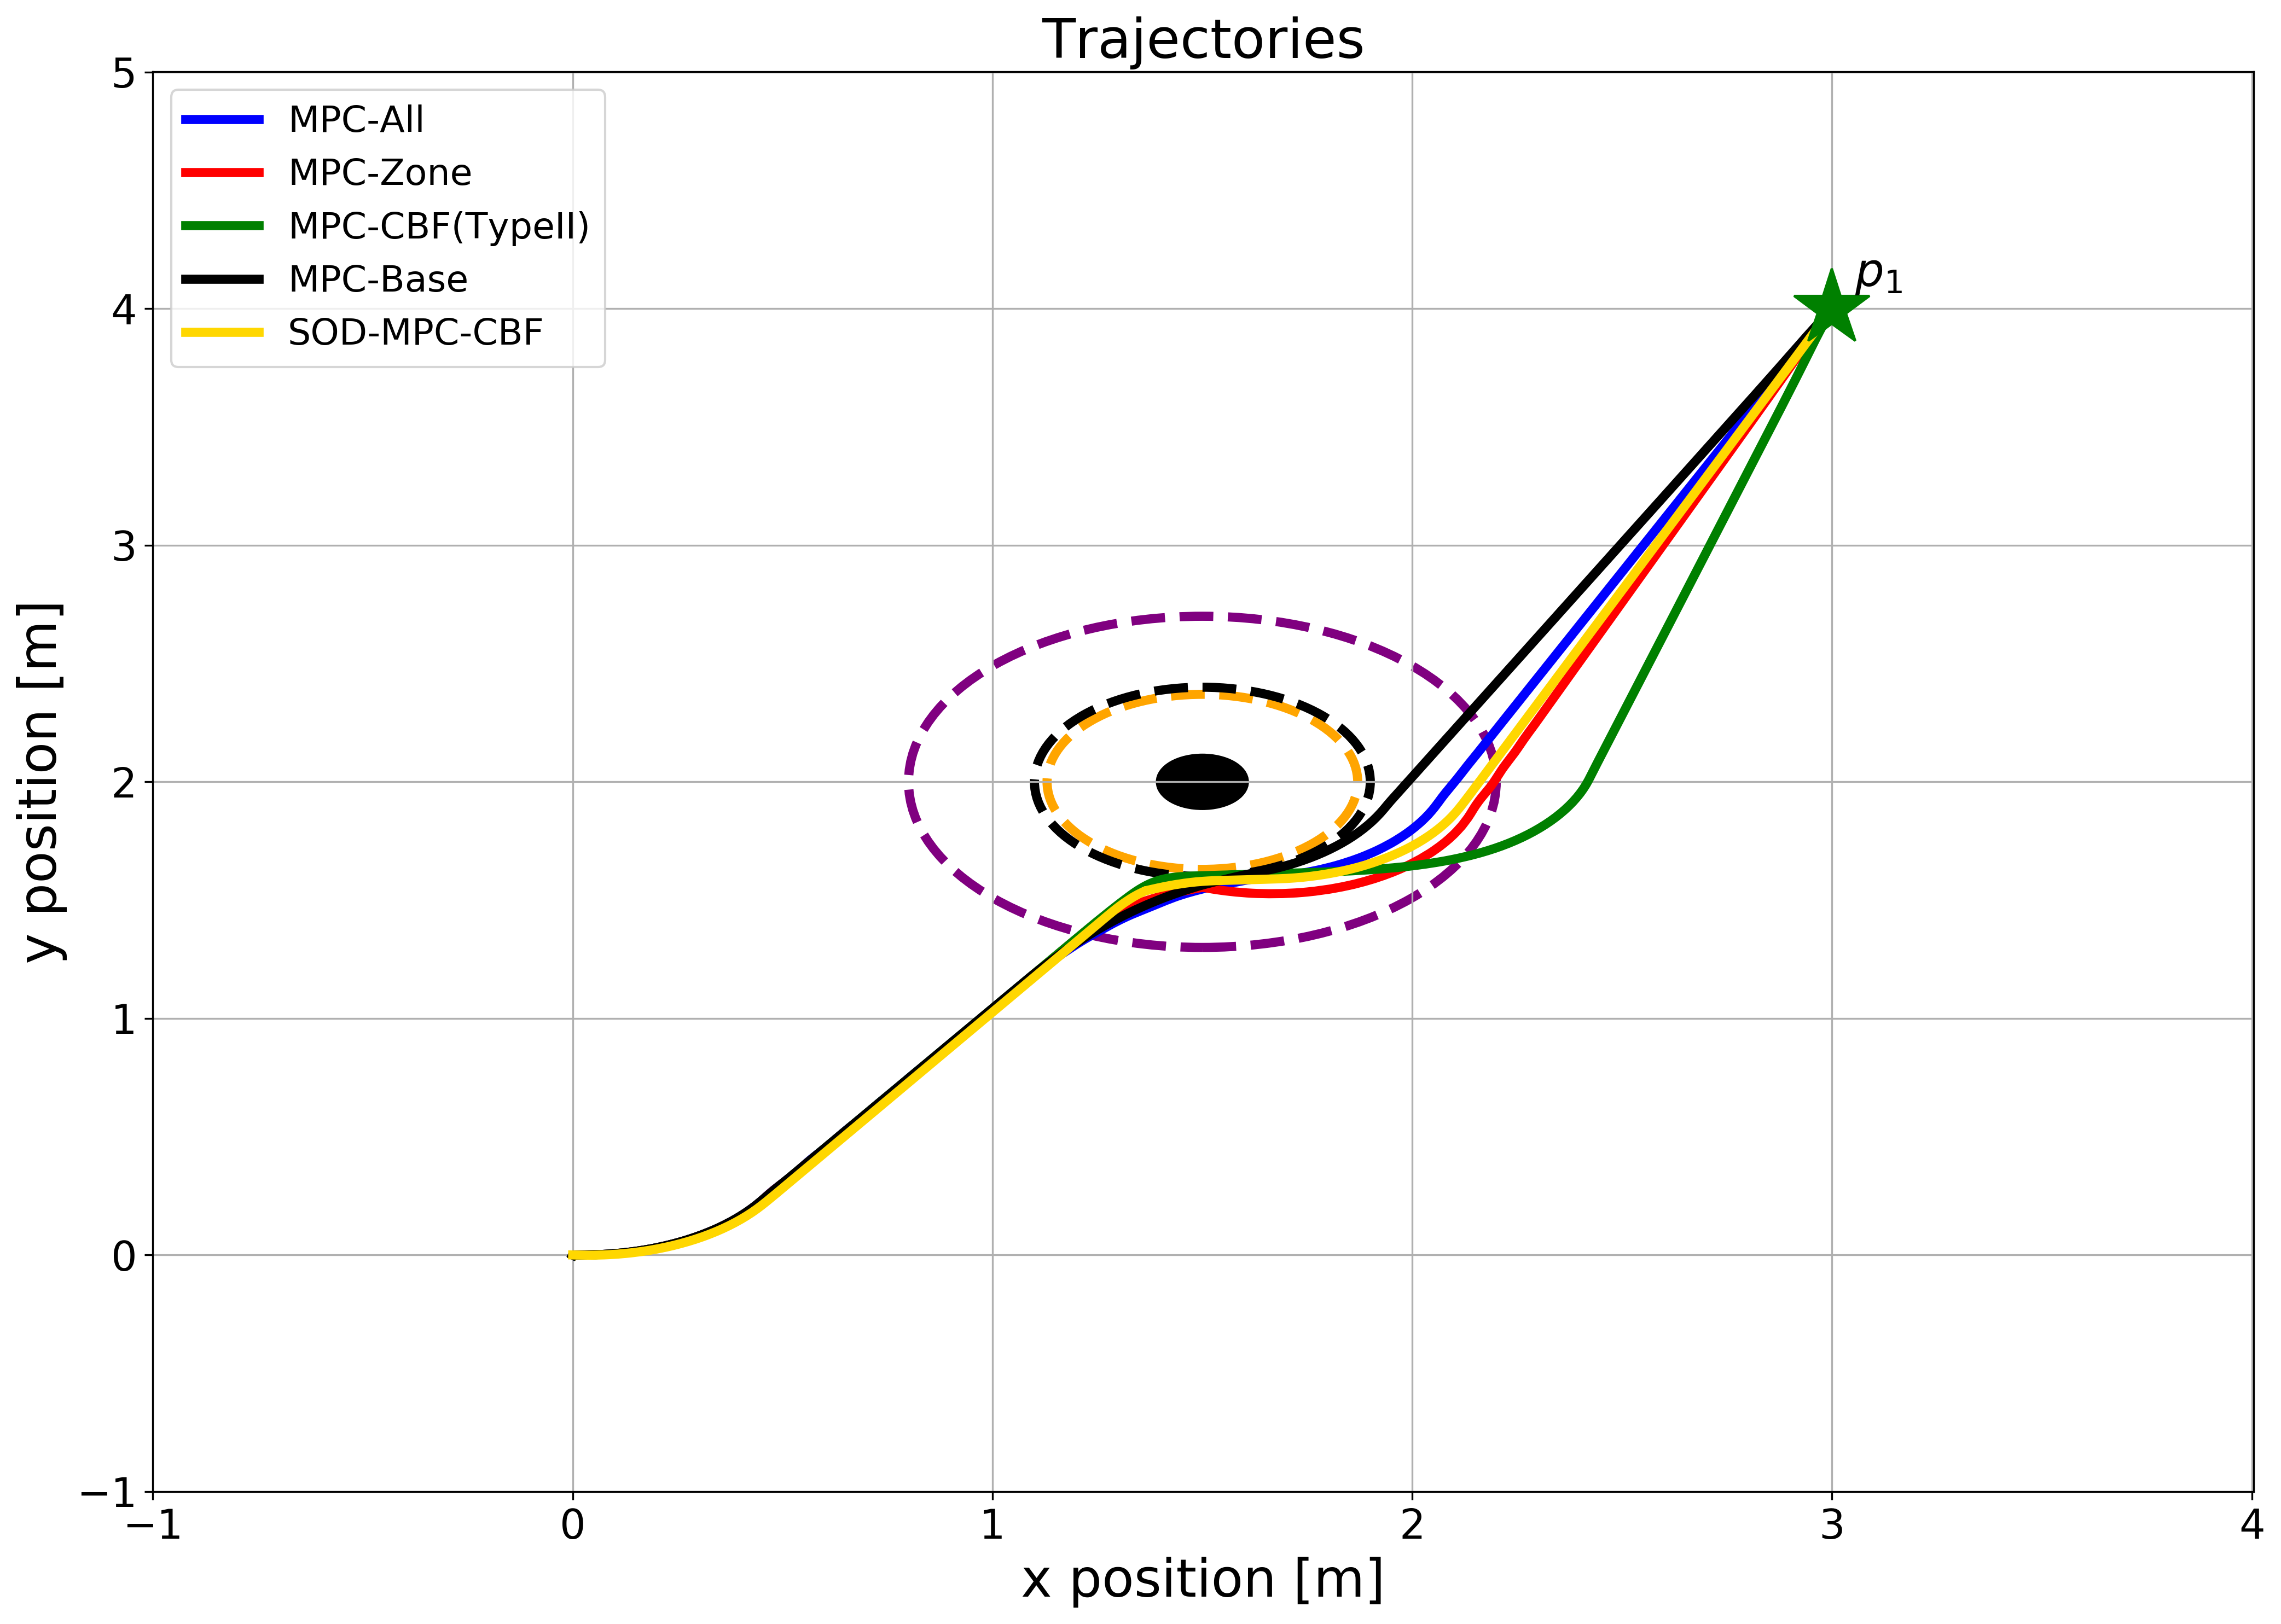 Trajectories
5
4
3
2
1
0
−1
y position [m]
MPC-All
MPC-Zone
MPC-CBF(TypeII)
MPC-Base
SOD-MPC-CBF
p₁
−1 0 1 2 3 4
x position [m]